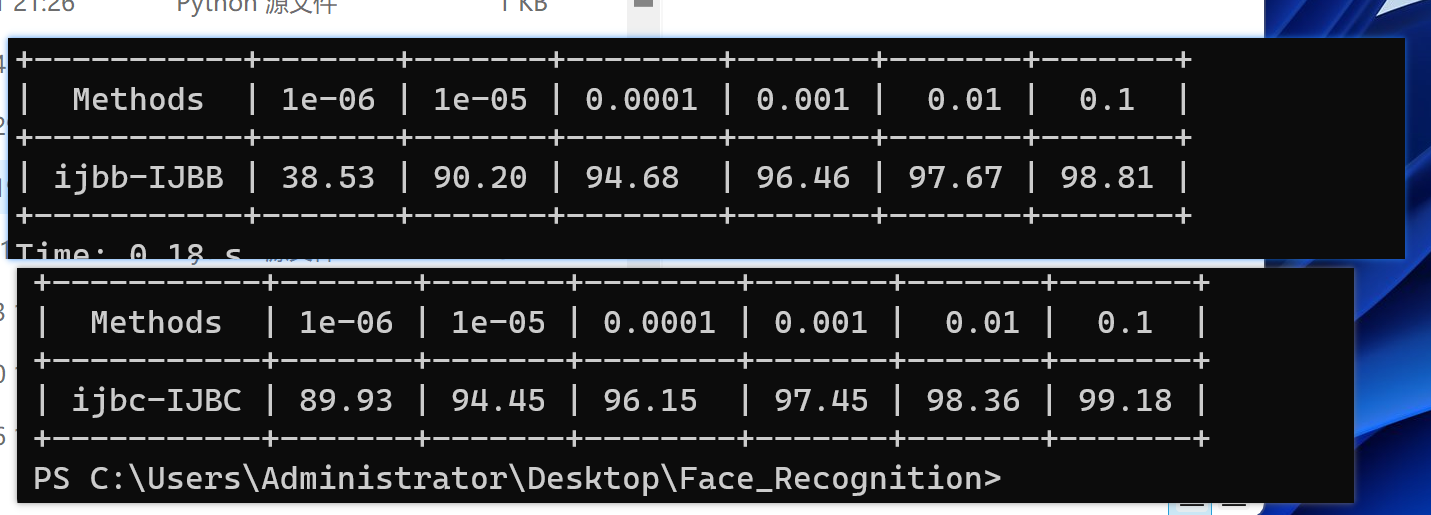 21:26 Python 源文件 1 KB
+-----------+-------+-------+--------+-------+-------+-------+
| Methods | 1e-06 | 1e-05 | 0.0001 | 0.001 | 0.01 | 0.1 |
+-----------+-------+-------+--------+-------+-------+-------+
| ijbb-IJBB | 38.53 | 90.20 | 94.68 | 96.46 | 97.67 | 98.81 |
+-----------+-------+-------+--------+-------+-------+-------+
Time: 0.18 s
+-----------+-------+-------+--------+-------+-------+-------+
| Methods | 1e-06 | 1e-05 | 0.0001 | 0.001 | 0.01 | 0.1 |
+-----------+-------+-------+--------+-------+-------+-------+
| ijbc-IJBC | 89.93 | 94.45 | 96.15 | 97.45 | 98.36 | 99.18 |
+-----------+-------+-------+--------+-------+-------+-------+
PS C:\Users\Administrator\Desktop\Face_Recognition>